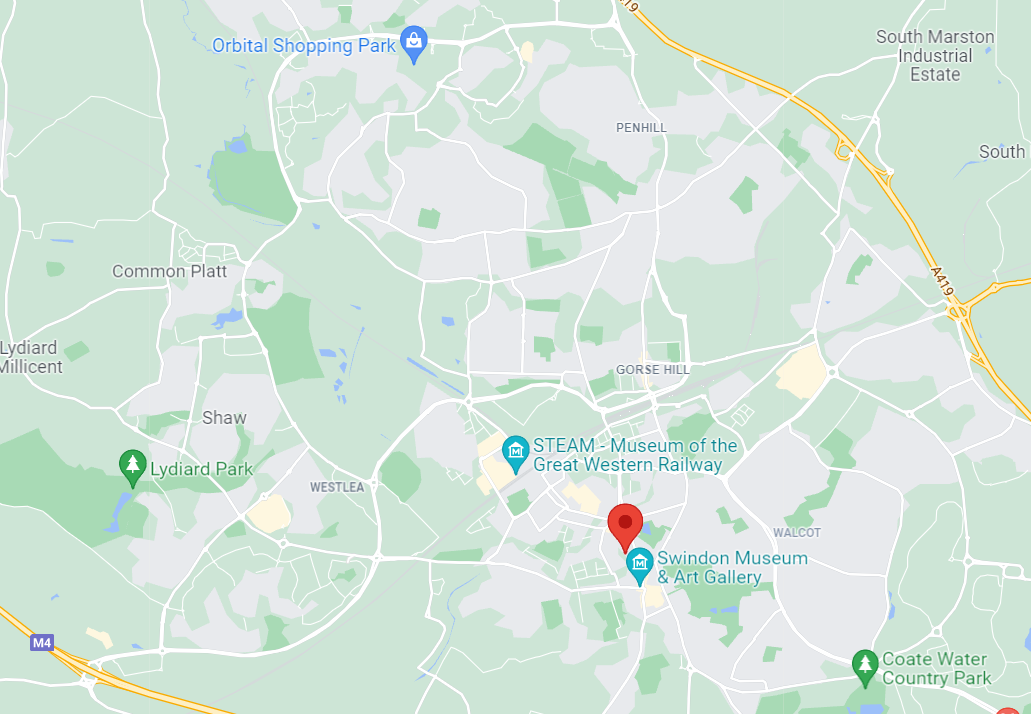 A419
Orbital Shopping Park
South Marston
Industrial
Estate
PENHILL
South
Common Platt
A419
Lydiard
Millicent
GORSE HILL
Shaw
STEAM - Museum of the
Great Western Railway
Lydiard Park
WESTLEA
WALCOT
Swindon Museum
& Art Gallery
M4
Coate Water
Country Park